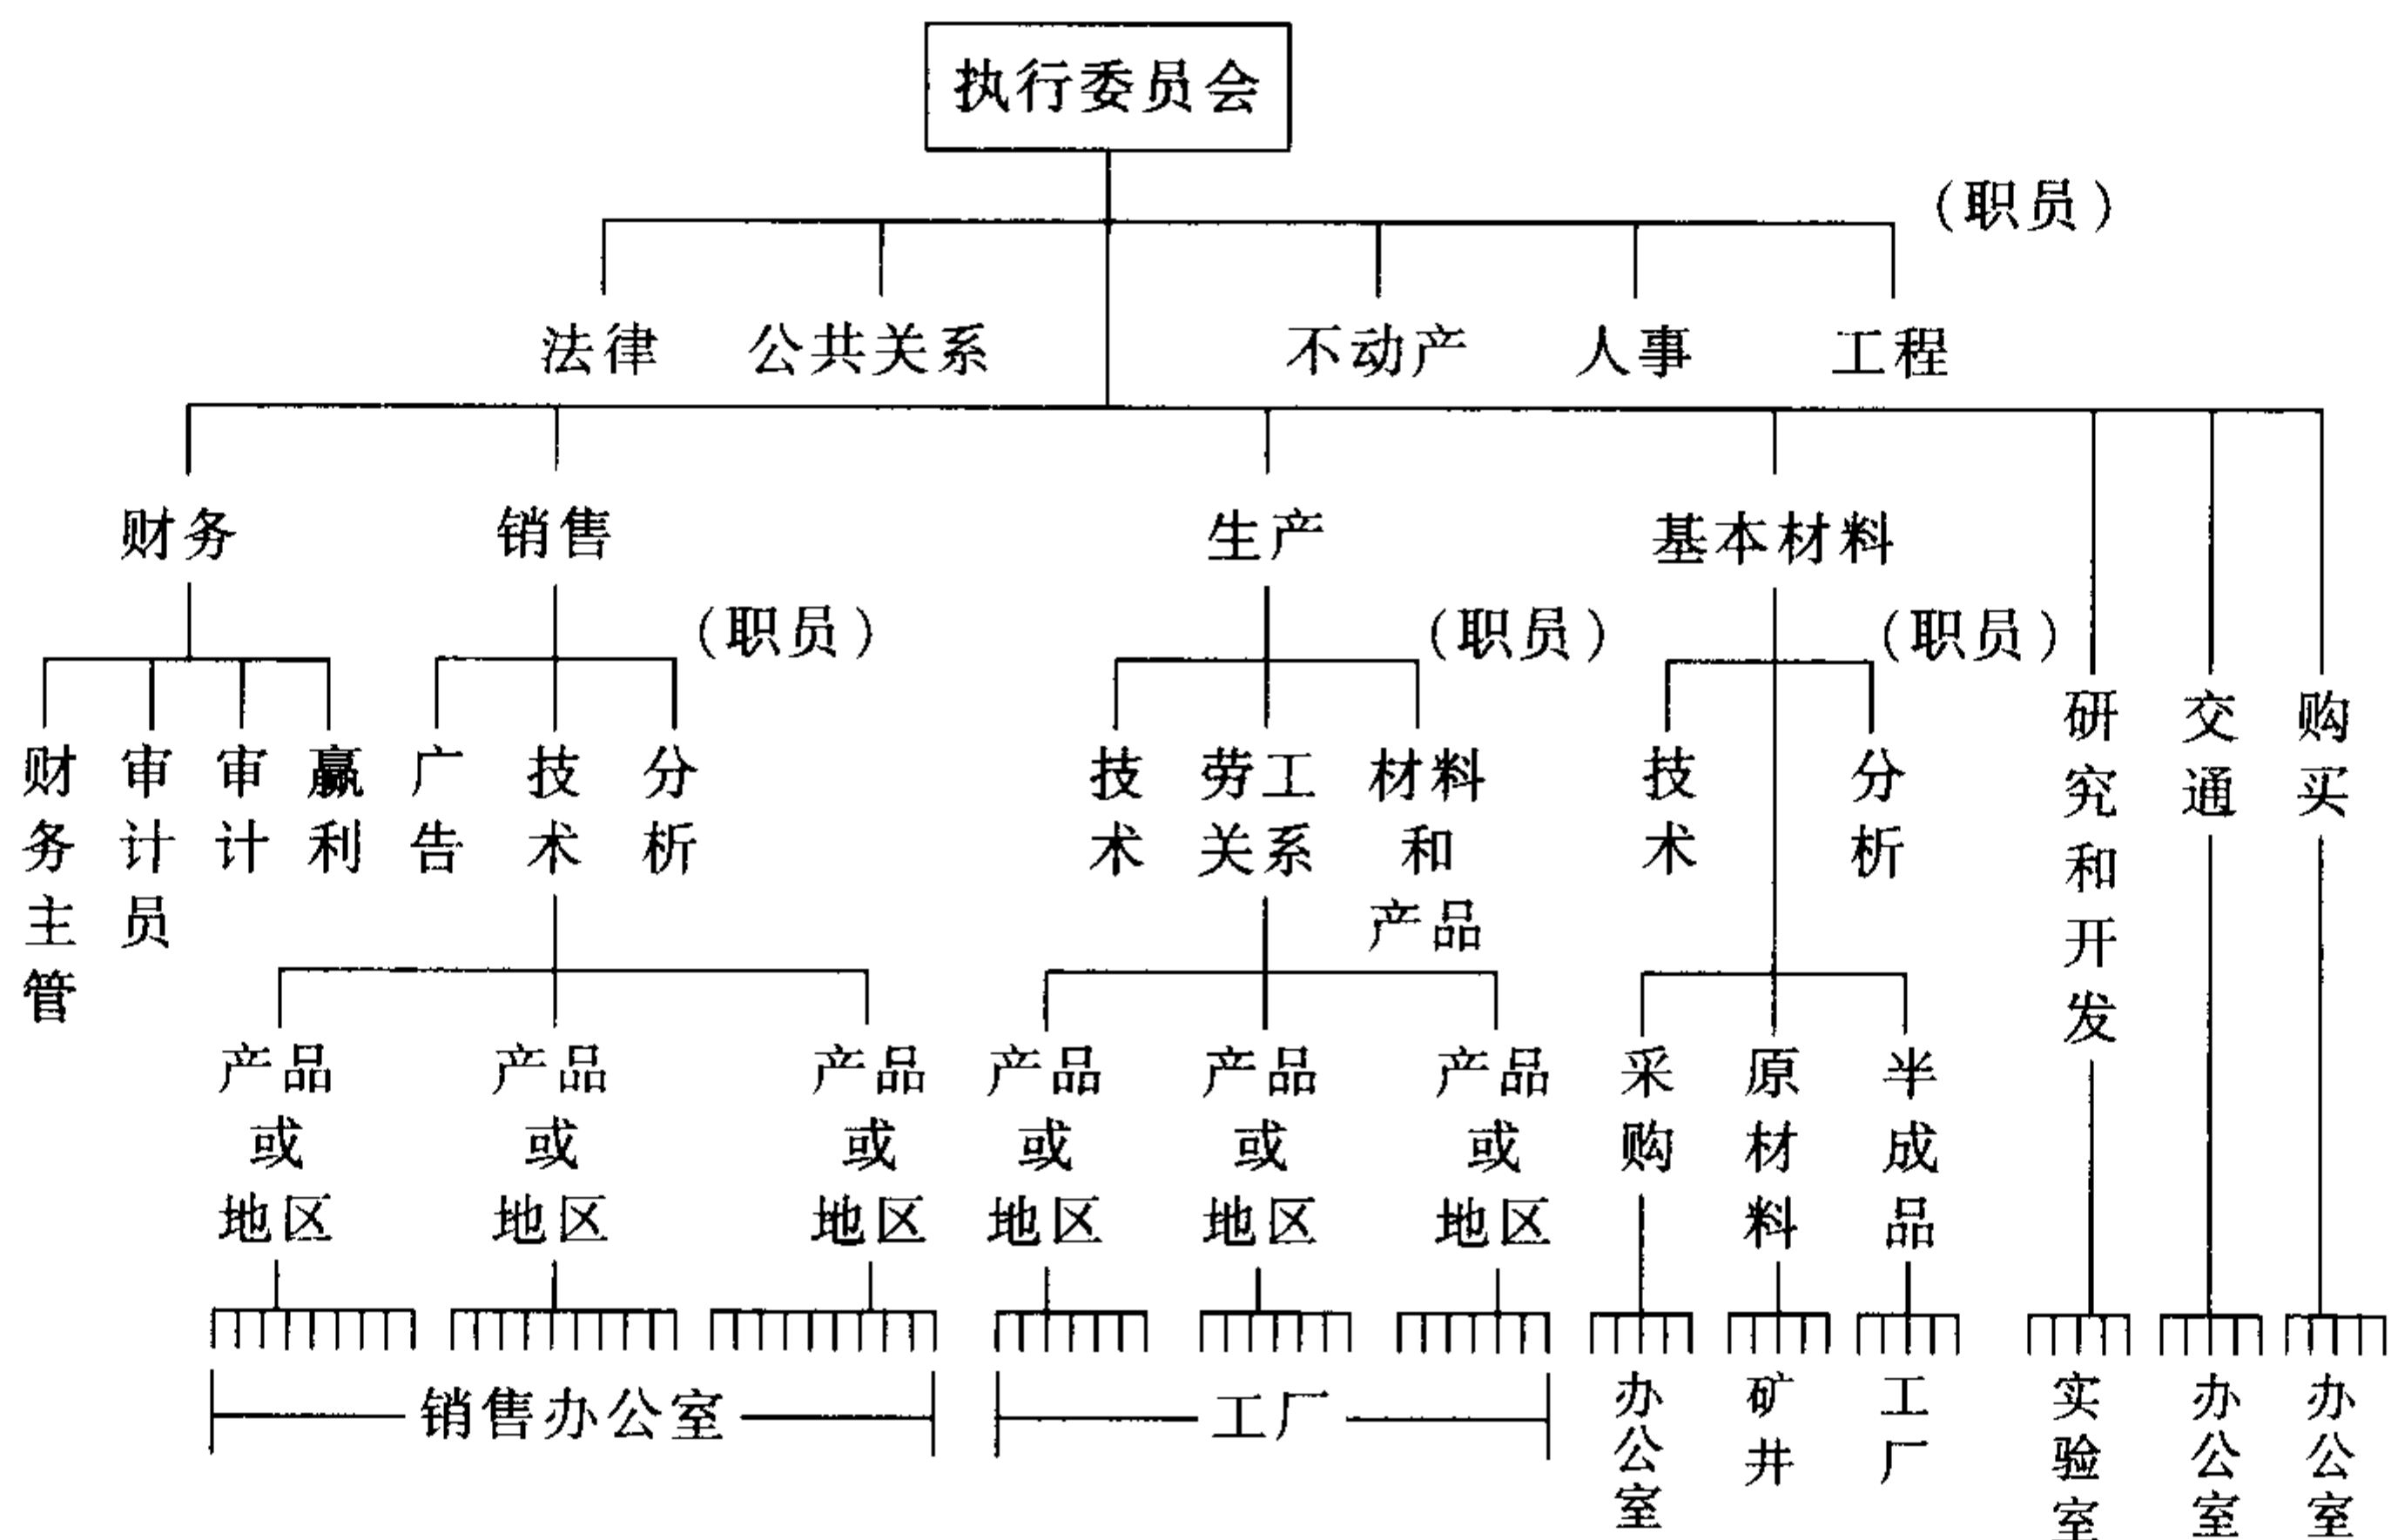 执行委员会
(职员)
法律 公共关系 不动产 人事 工程
财务 销售 生产 基本材料
(职员) (职员) (职员)
财务主管 审计员 审计 赢利 广告 技术 分析 技术 劳工关系 材料和产品 技术 分析 研究和开发 交通 购买
产品或地区 产品或地区 产品或地区 产品或地区 产品或地区 产品或地区 采购 原材料 半成品
销售办公室 工厂 办公室 矿井 工厂 实验室 办公室 办公室